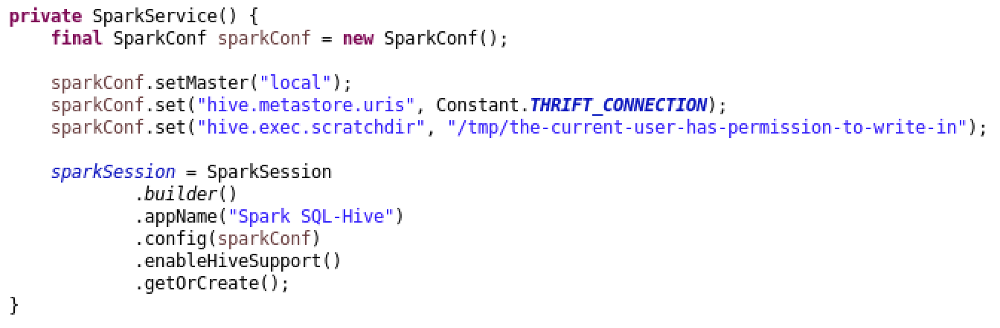 private SparkService() {
    final SparkConf sparkConf = new SparkConf();

    sparkConf.setMaster("local");
    sparkConf.set("hive.metastore.uris", Constant.THRIFT_CONNECTION);
    sparkConf.set("hive.exec.scratchdir", "/tmp/the-current-user-has-permission-to-write-in");

    sparkSession = SparkSession
            .builder()
            .appName("Spark SQL-Hive")
            .config(sparkConf)
            .enableHiveSupport()
            .getOrCreate();
}